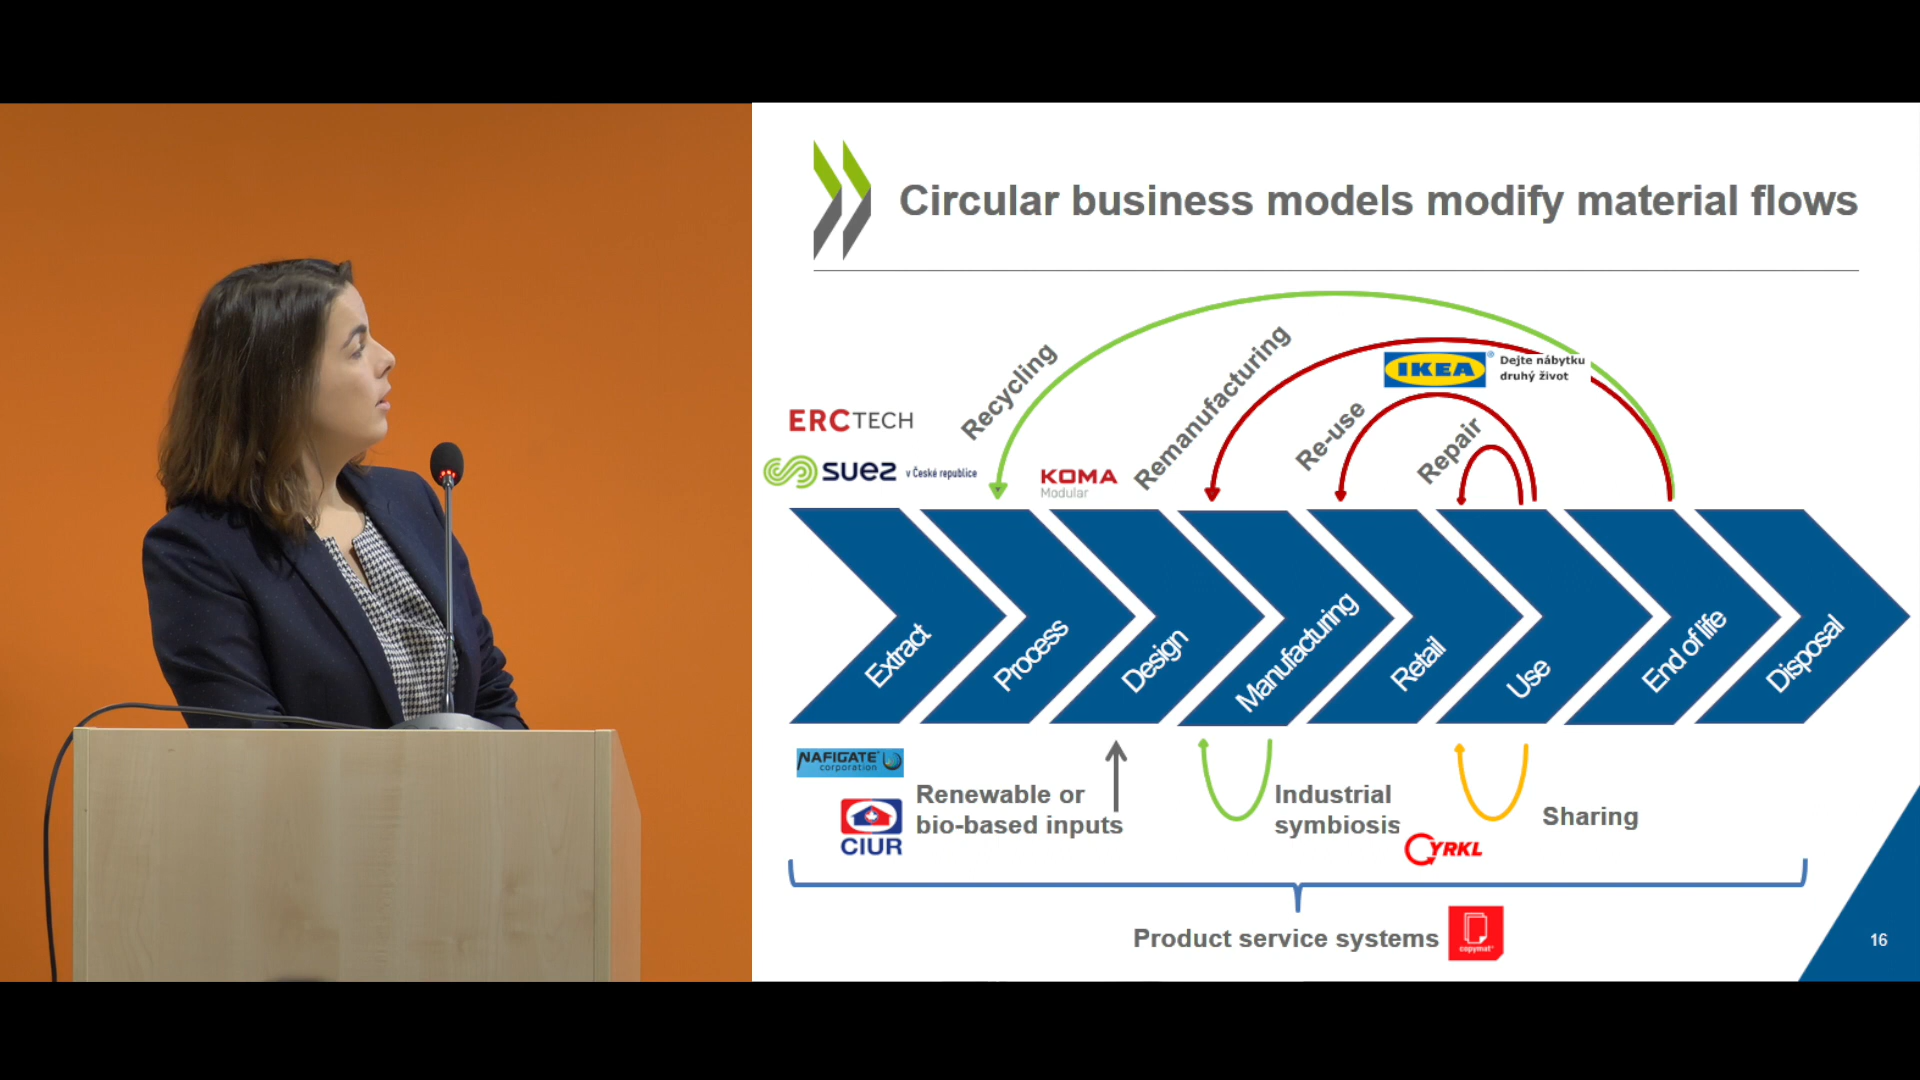 Circular business models modify material flows
Recycling
Remanufacturing
Re-use
Repair
IKEA
®
Dejte nábytku
druhý život
ERCTECH
suez v České republice
KOMA
Modular
Extract
Process
Design
Manufacturing
Retail
Use
End of life
Disposal
NAFIGATE
corporation
CIUR
Renewable or
bio-based inputs
Industrial
symbiosis
CYRKL
Sharing
Product service systems
copymat
16